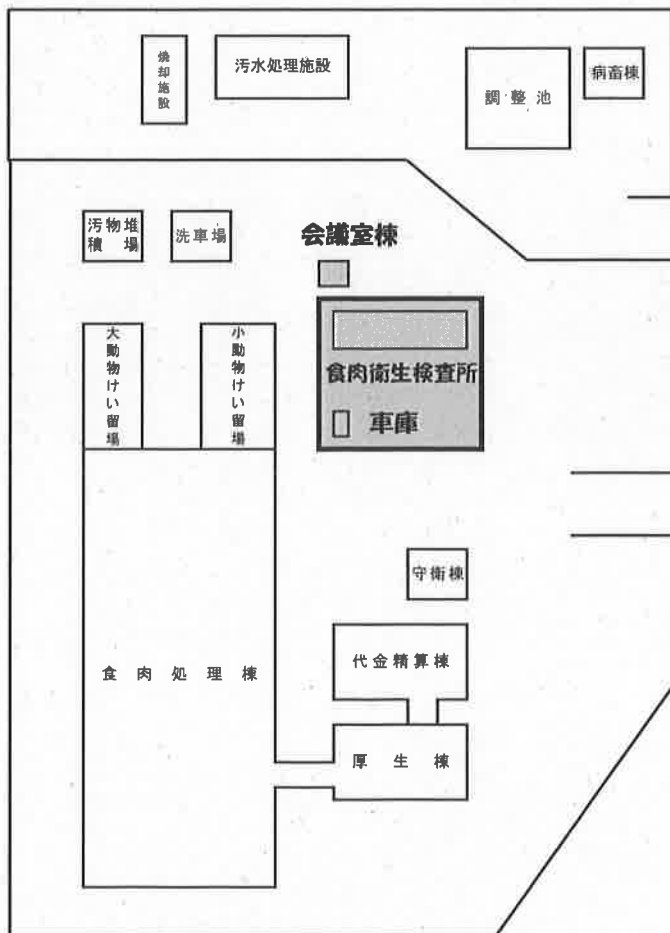 焼却施設
汚水処理施設
調整池
病畜棟
汚物堆
積場
洗車場
会議室棟
大動物けい留場
小動物けい留場
食肉衛生検査所
車庫
守衛棟
代金精算棟
食肉処理棟
厚生棟